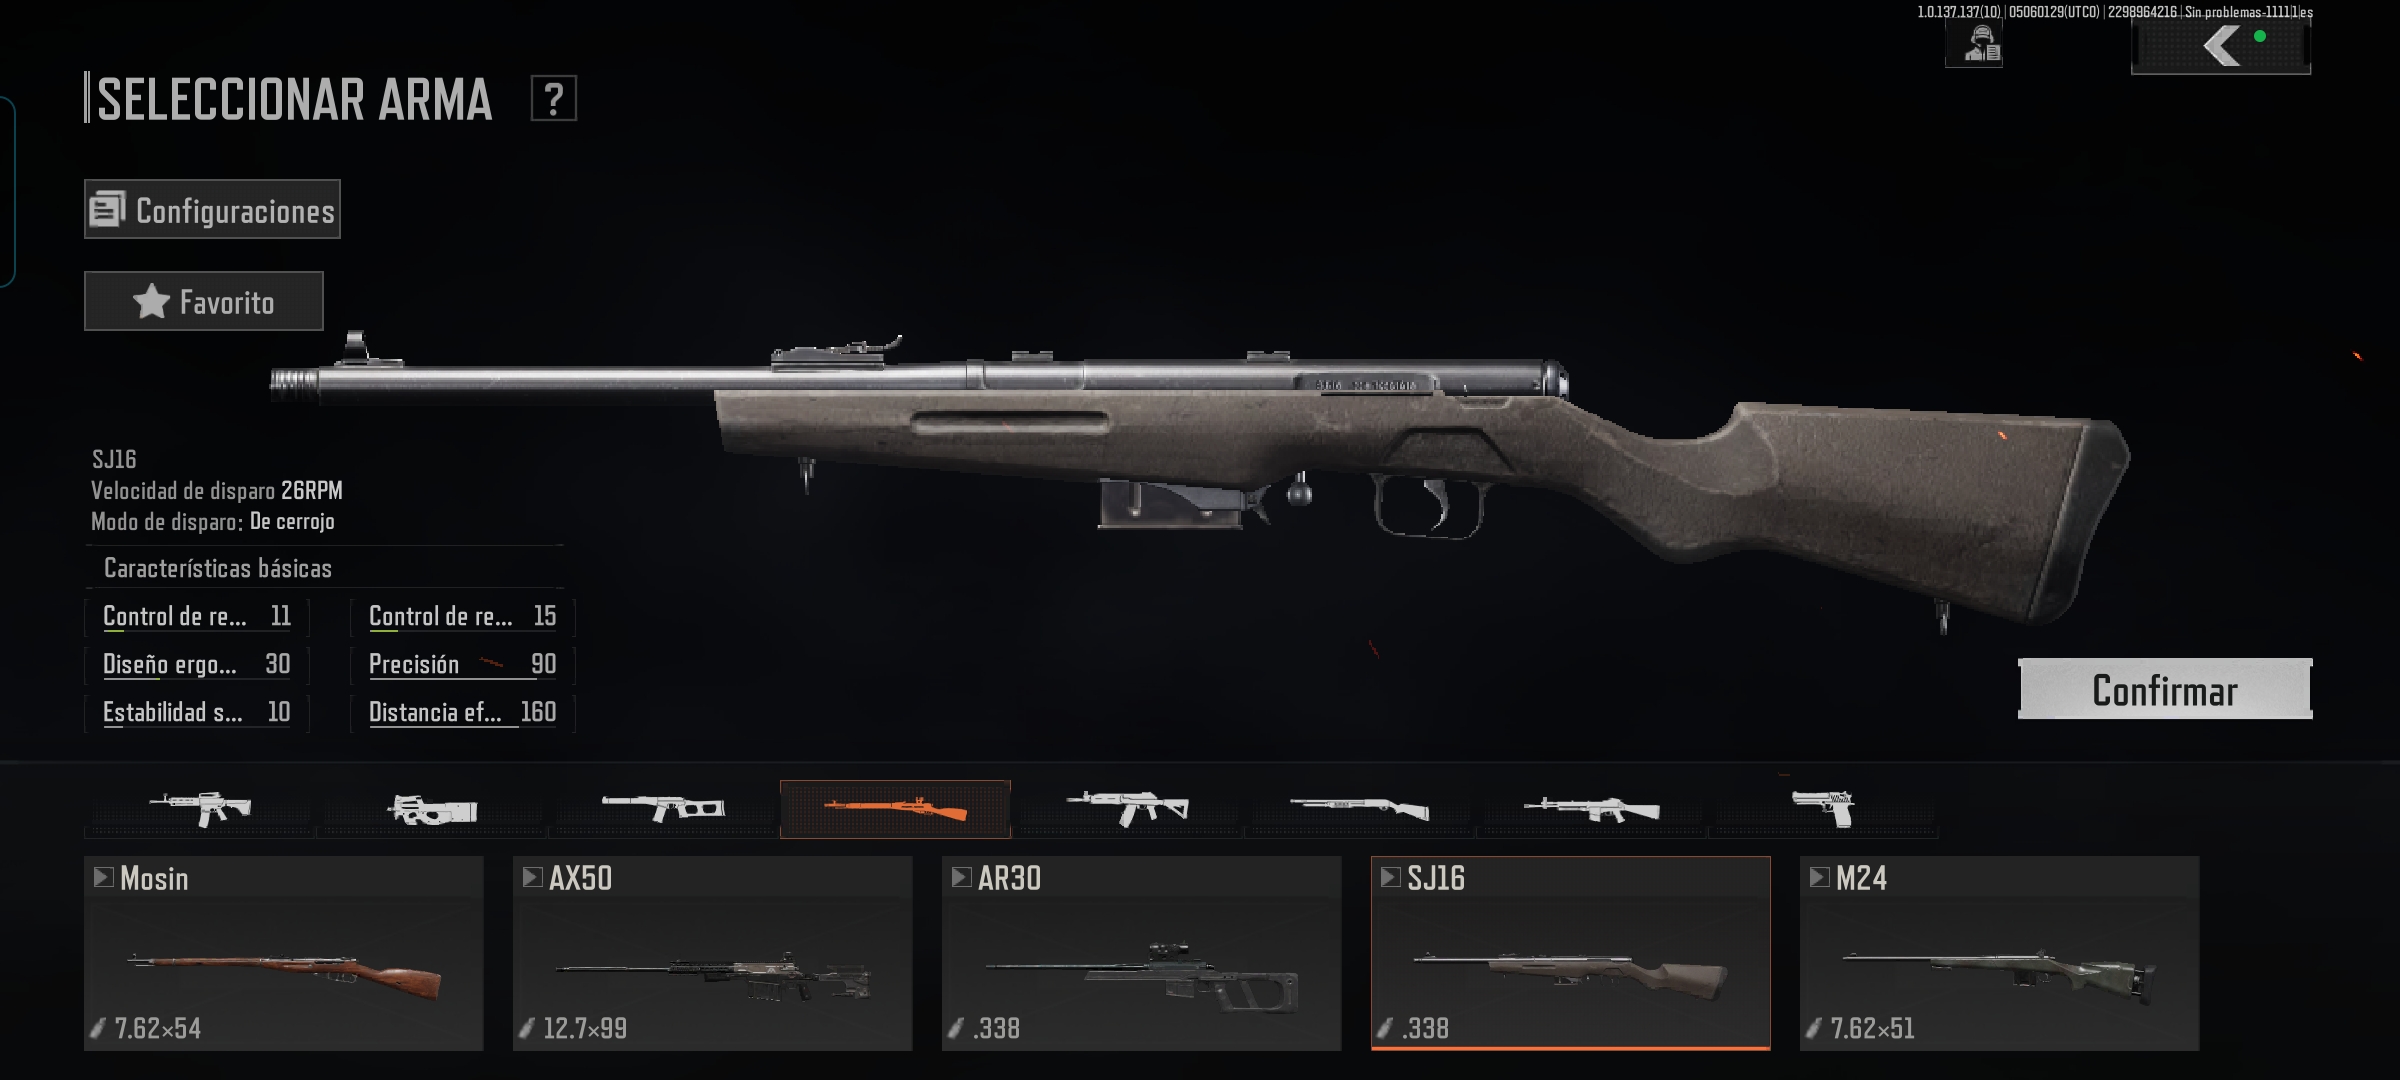 1.0.137.137(10) | 05060129(UTC0) | 2298964216 | Sin problemas-1111|1|es
SELECCIONAR ARMA ?
Configuraciones
Favorito
SJ16
Velocidad de disparo 26RPM
Modo de disparo: De cerrojo
Características básicas
Control de re... 11
Control de re... 15
Diseño ergo... 30
Precisión 90
Estabilidad s... 10
Distancia ef... 160
Confirmar
Mosin
AX50
AR30
SJ16
M24
7.62×54
12.7×99
.338
.338
7.62×51